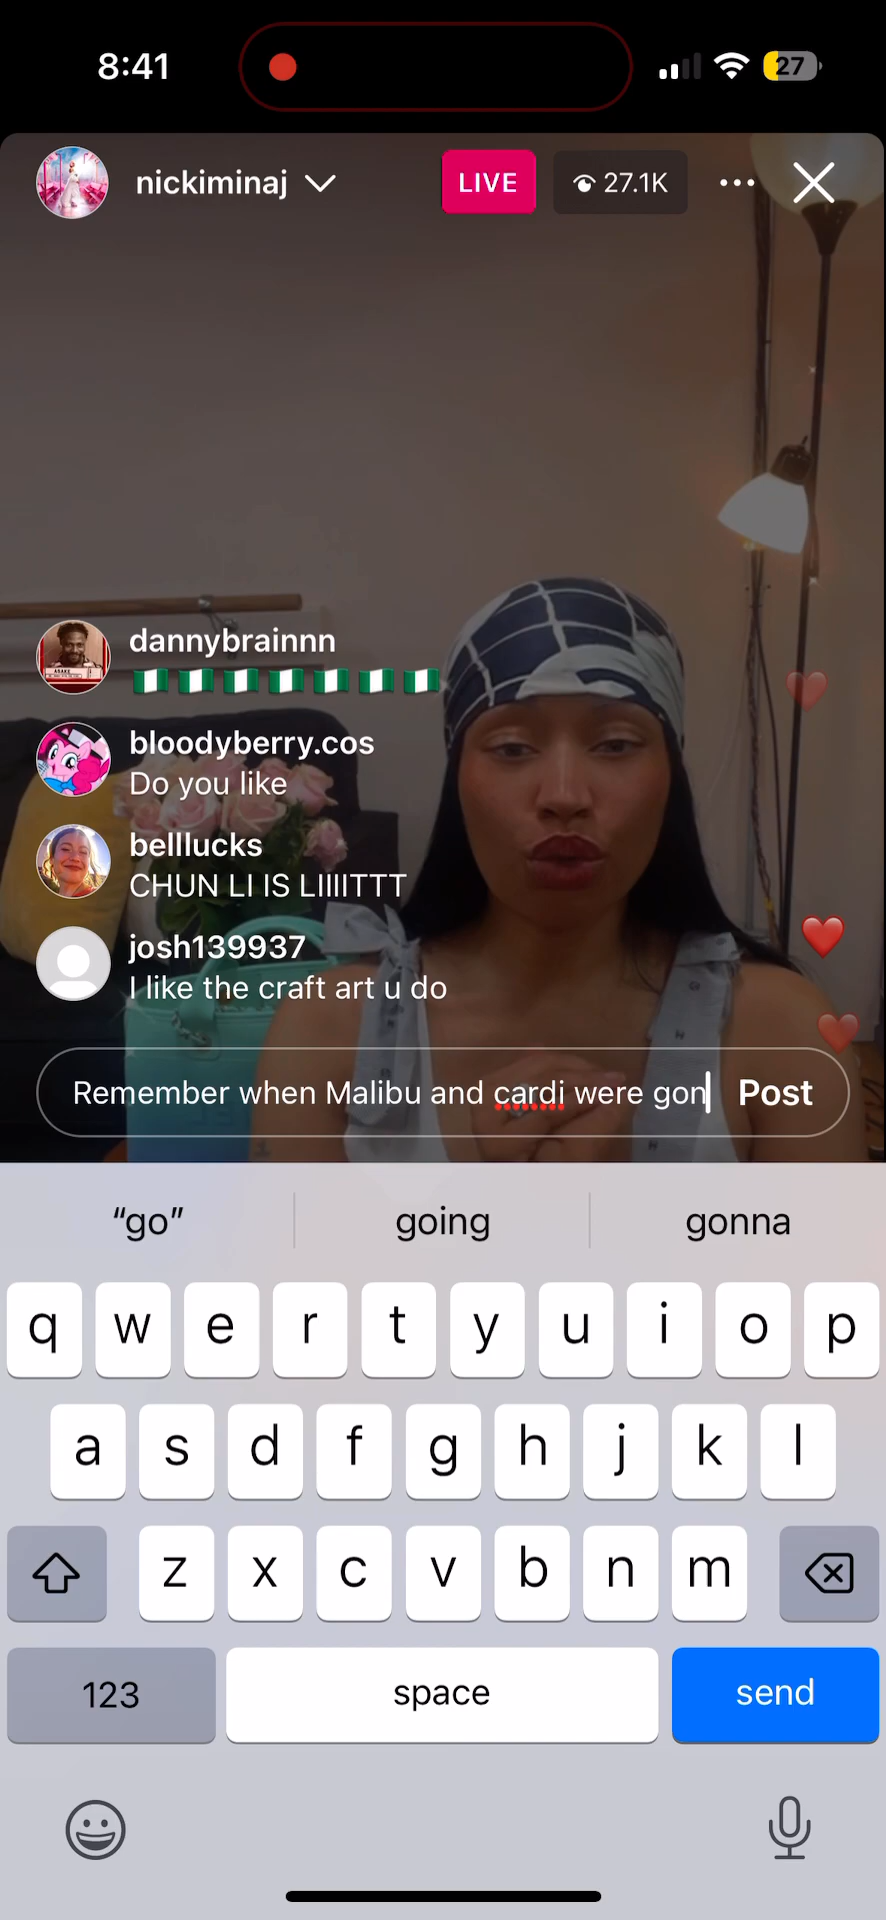 8:41
27
nickiminaj
LIVE
27.1K
dannybrainnn
🇳🇬🇳🇬🇳🇬🇳🇬🇳🇬🇳🇬🇳🇬
bloodyberry.cos
Do you like
belllucks
CHUN LI IS LIIIITTT
josh139937
I like the craft art u do
Remember when Malibu and cardi were gon
Post
“go”
going
gonna
q w e r t y u i o p
a s d f g h j k l
z x c v b n m
123
space
send